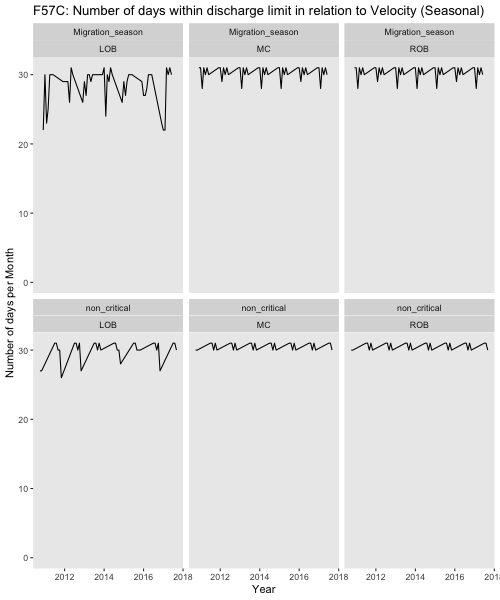 F57C: Number of days within discharge limit in relation to Velocity (Seasonal)
Migration_season
Migration_season
Migration_season
LOB
MC
ROB
30
20
10
0
Number of days per Month
non_critical
non_critical
non_critical
LOB
MC
ROB
30
20
10
0
2012
2014
2016
2018
2012
2014
2016
2018
2012
2014
2016
2018
Year